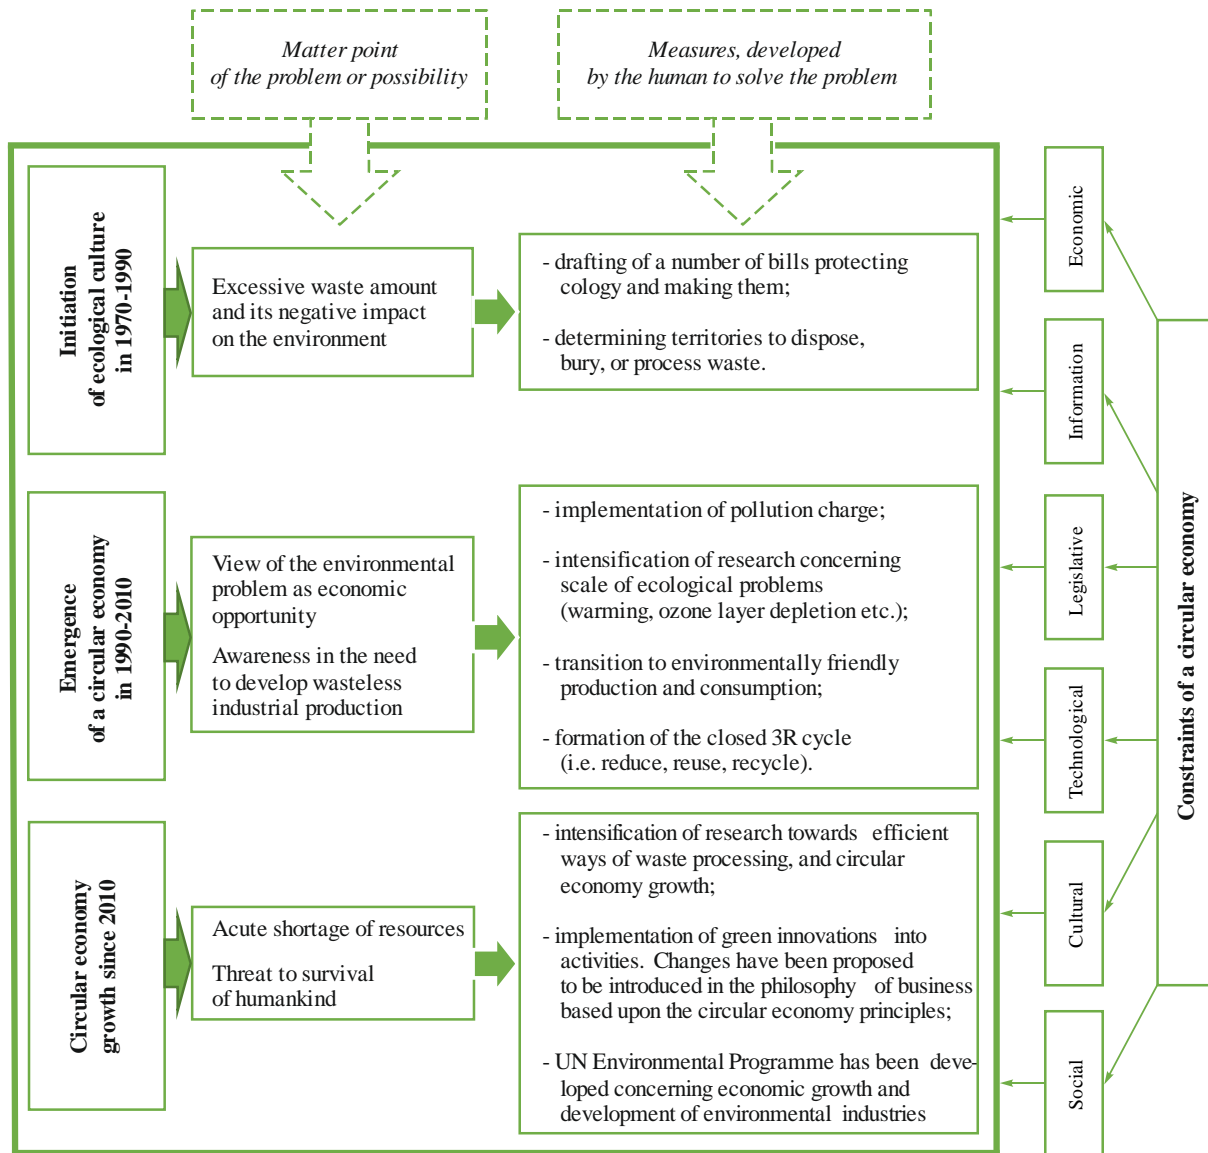 Matter point
of the problem or possibility
Measures, developed
by the human to solve the problem
Initiation
of ecological culture
in 1970-1990
Excessive waste amount
and its negative impact
on the environment
- drafting of a number of bills protecting
cology and making them;
- determining territories to dispose,
bury, or process waste.
Emergence
of a circular economy
in 1990-2010
View of the environmental
problem as economic
opportunity
Awareness in the need
to develop wasteless
industrial production
- implementation of pollution charge;
- intensification of research concerning
scale of ecological problems
(warming, ozone layer depletion etc.);
- transition to environmentally friendly
production and consumption;
- formation of the closed 3R cycle
(i.e. reduce, reuse, recycle).
Circular economy
growth since 2010
Acute shortage of resources
Threat to survival
of humankind
- intensification of research towards efficient
ways of waste processing, and circular
economy growth;
- implementation of green innovations into
activities. Changes have been proposed
to be introduced in the philosophy of business
based upon the circular economy principles;
- UN Environmental Programme has been deve-
loped concerning economic growth and
development of environmental industries
Economic
Information
Legislative
Technological
Cultural
Social
Constraints of a circular economy